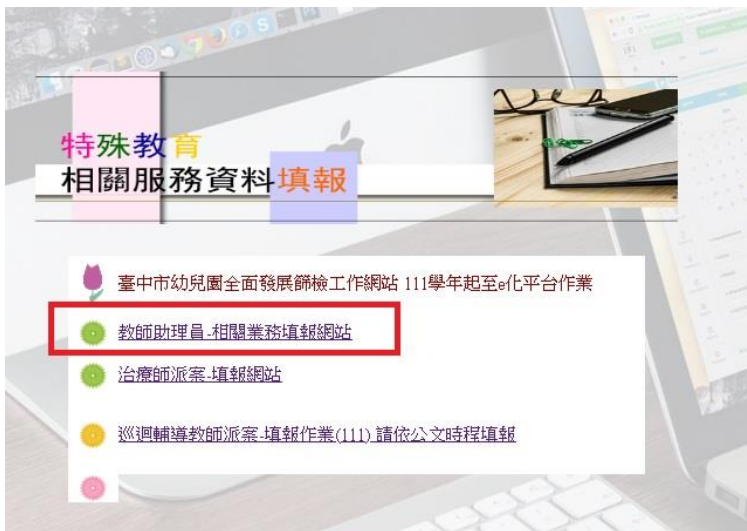 特殊教育
相關服務資料填報
臺中市幼兒園全面發展篩檢工作網站 111學年起至e化平台作業
教師助理員-相關業務填報網站
治療師派案-填報網站
巡迴輔導教師派案-填報作業(111) 請依公文時程填報